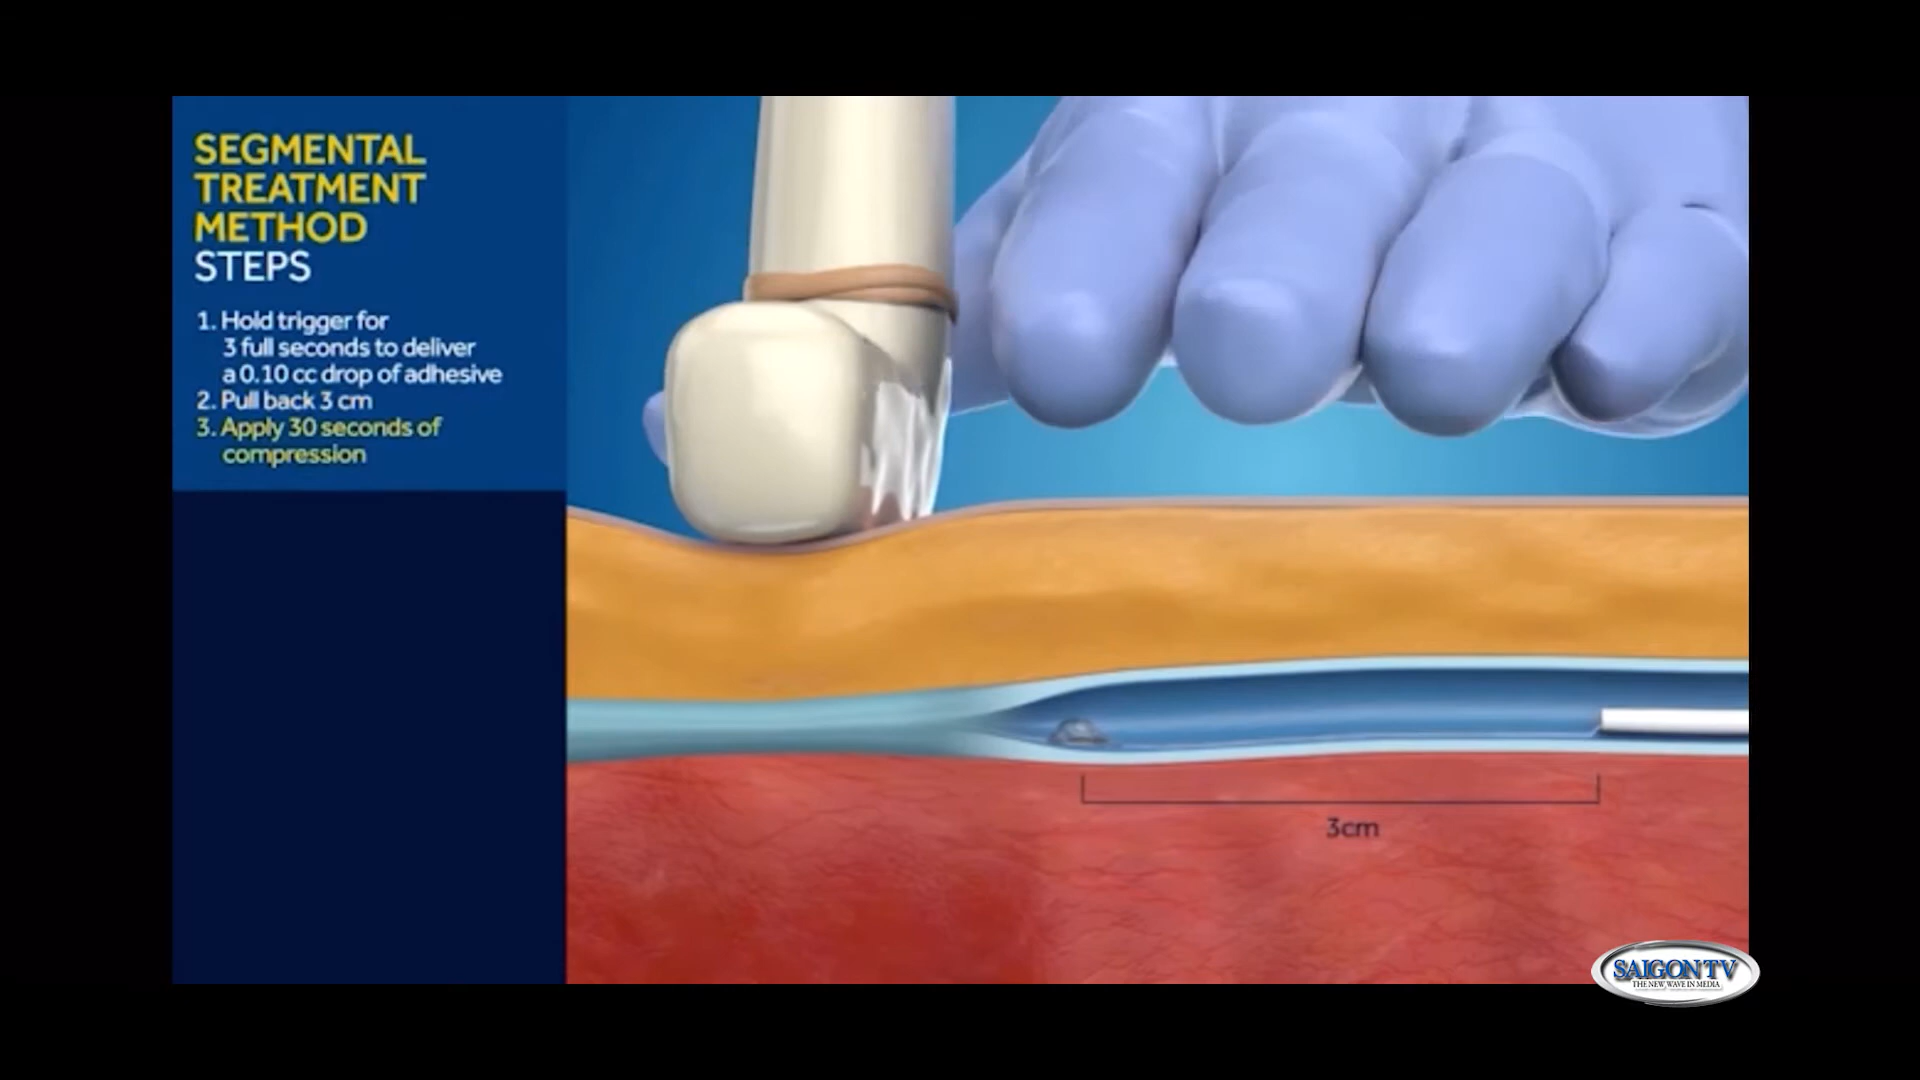 SEGMENTAL
TREATMENT
METHOD
STEPS
1. Hold trigger for
3 full seconds to deliver
a 0.10 cc drop of adhesive
2. Pull back 3 cm
3. Apply 30 seconds of
compression
3cm
SAIGON TV
THE NEW WAVE IN MEDIA